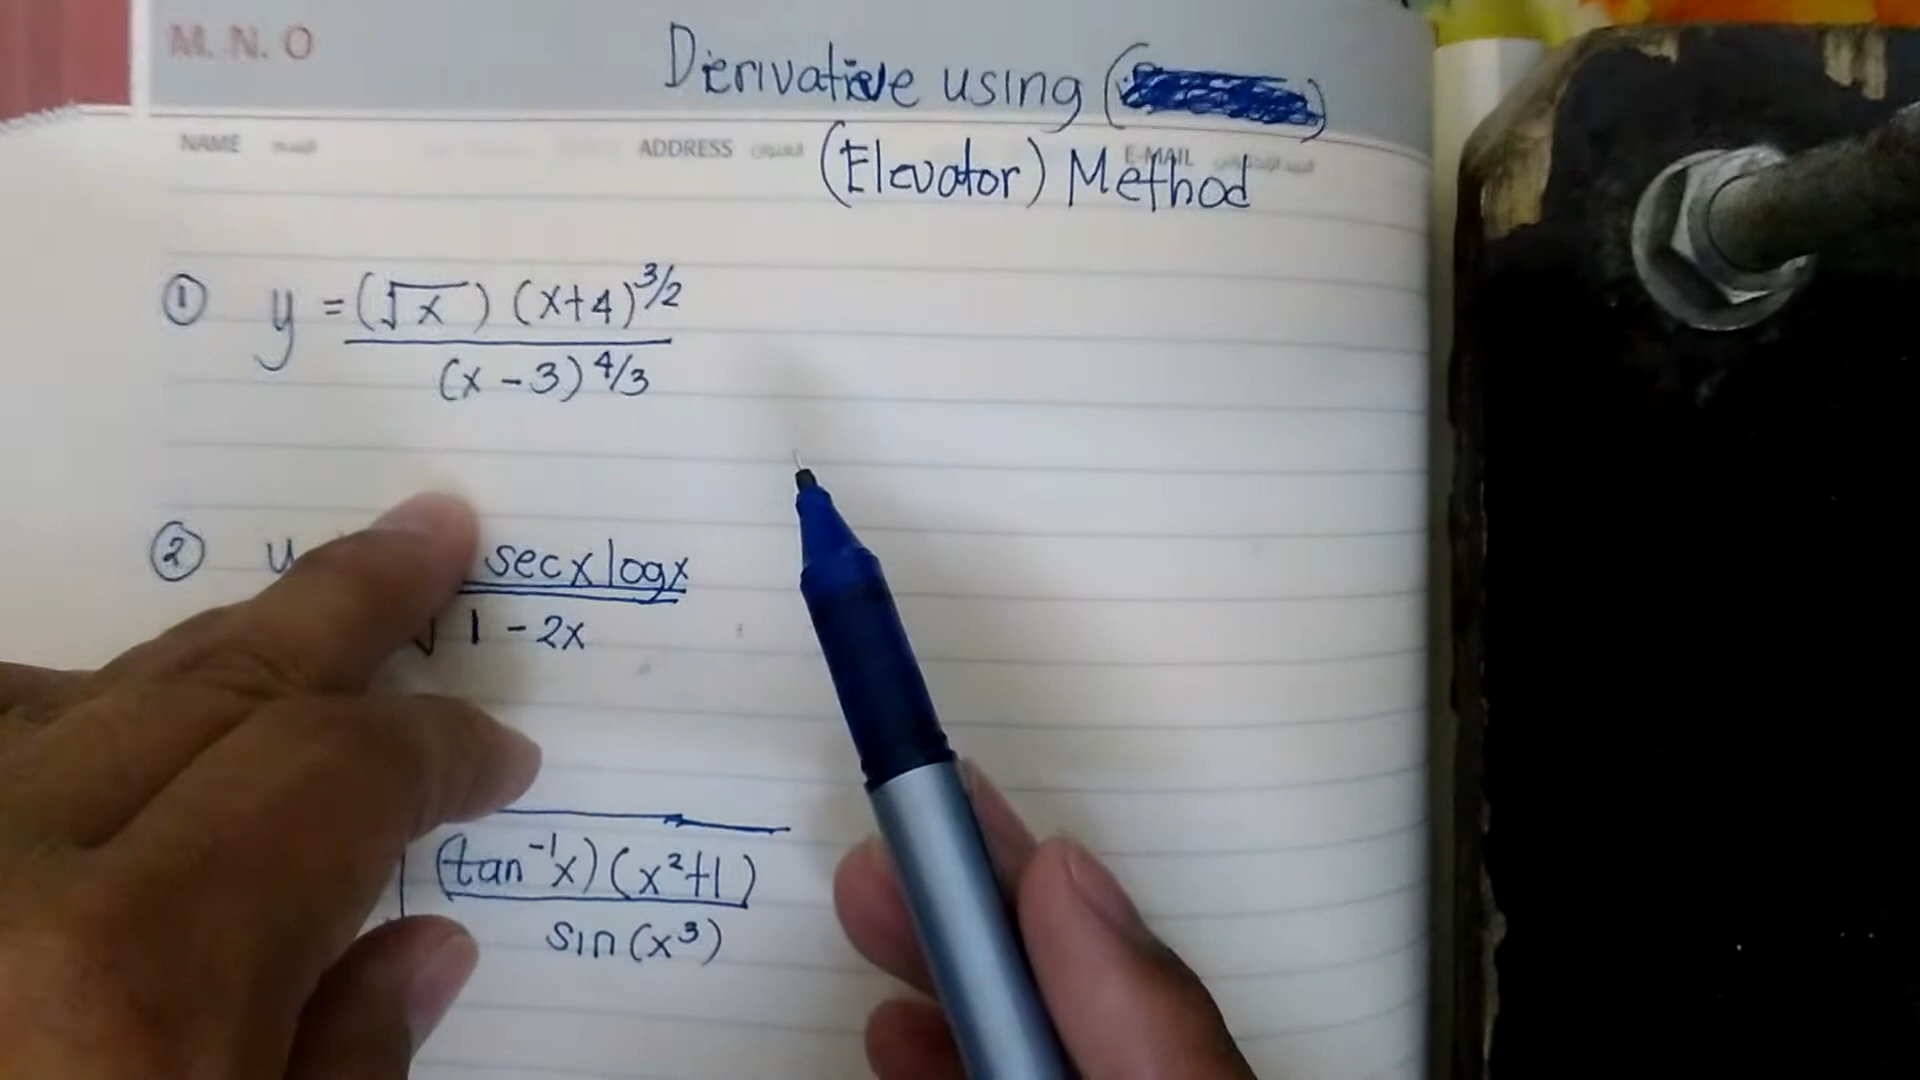 M. N. O
Derivative using
NAME ADDRESS E-MAIL
(Elevator) Method
① y = (√x) (x+4)^3/2
(x - 3)^4/3
② y secx logx
√1 - 2x
(tan⁻¹x) (x²+1)
sin(x³)